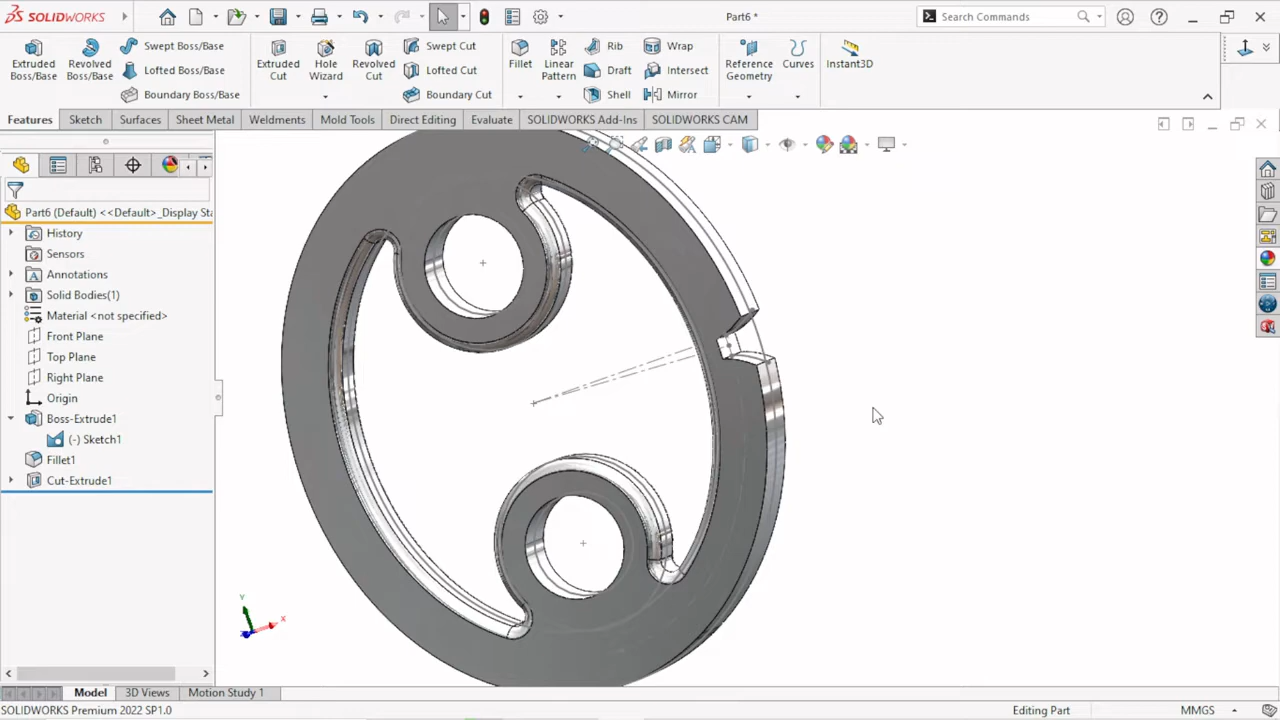 SOLIDWORKS
Part6 *
Search Commands
Extruded Boss/Base
Revolved Boss/Base
Swept Boss/Base
Lofted Boss/Base
Boundary Boss/Base
Extruded Cut
Hole Wizard
Revolved Cut
Swept Cut
Lofted Cut
Boundary Cut
Fillet
Linear Pattern
Rib
Draft
Shell
Wrap
Intersect
Mirror
Reference Geometry
Curves
Instant3D
Features
Sketch
Surfaces
Sheet Metal
Weldments
Mold Tools
Direct Editing
Evaluate
SOLIDWORKS Add-Ins
SOLIDWORKS CAM
Part6 (Default) <<Default>_Display Sta
History
Sensors
Annotations
Solid Bodies(1)
Material <not specified>
Front Plane
Top Plane
Right Plane
Origin
Boss-Extrude1
(-) Sketch1
Fillet1
Cut-Extrude1
Y
X
Z
Model
3D Views
Motion Study 1
SOLIDWORKS Premium 2022 SP1.0
Editing Part
MMGS